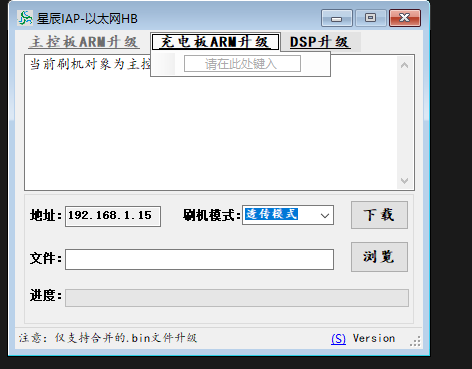 星辰IAP-以太网HB
主控板ARM升级 充电板ARM升级 DSP升级
请在此处键入
当前刷机对象为主控
地址: 192.168.1.15 刷机模式: 透传模式 下载
文件: 浏览
进度:
注意: 仅支持合并的.bin文件升级 (S) Version